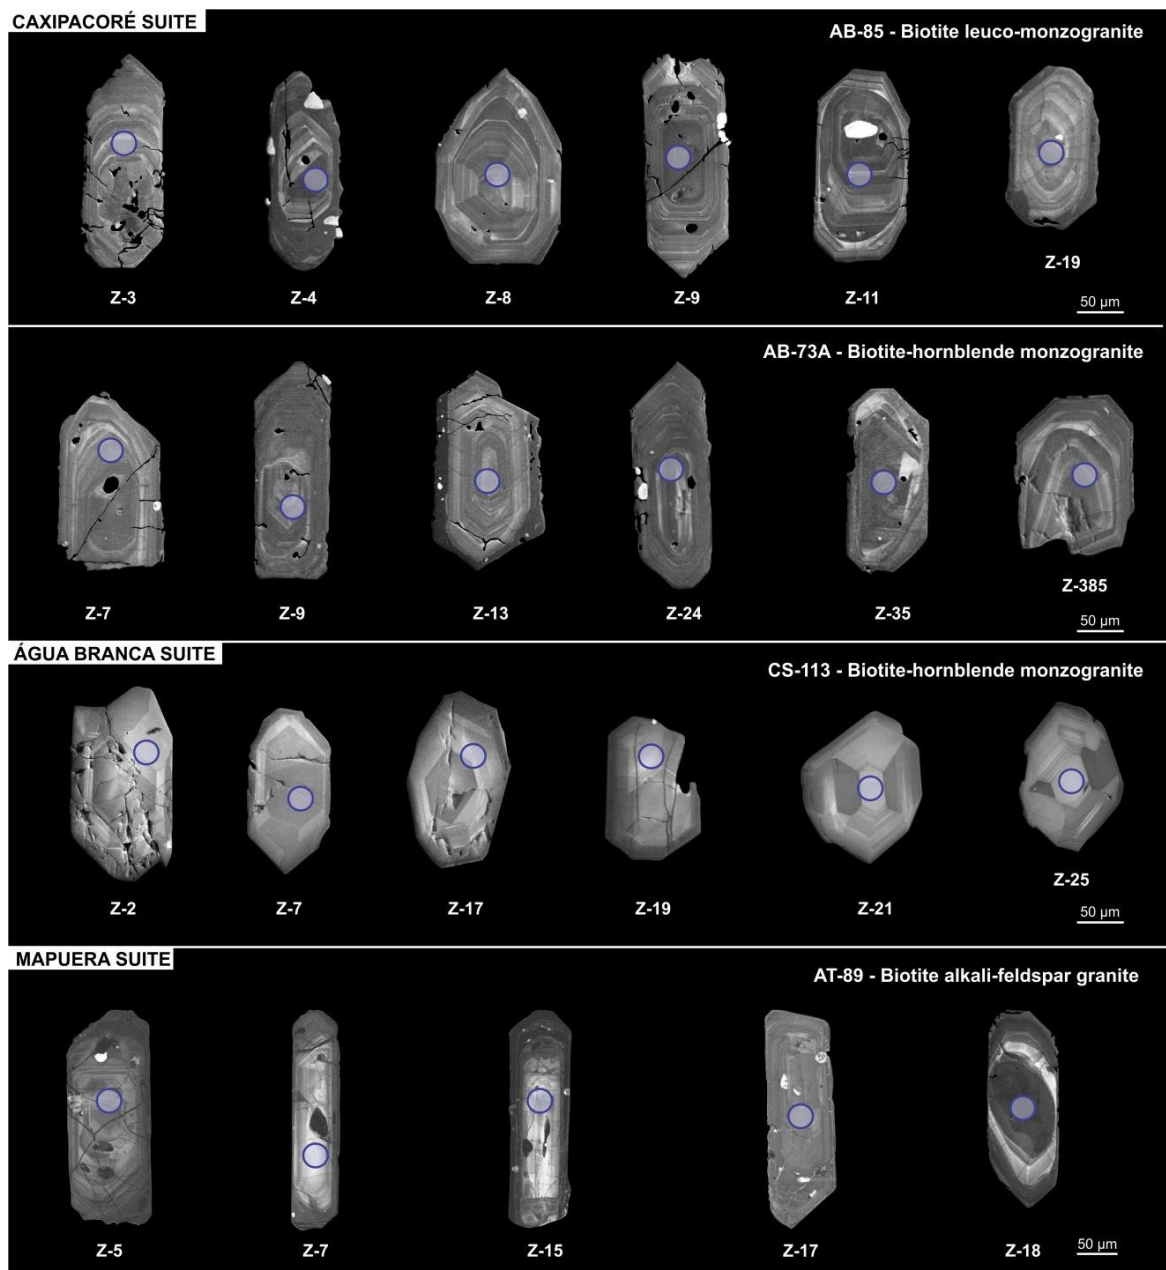 CAXIPACORÉ SUITE
AB-85 - Biotite leuco-monzogranite
Z-3 Z-4 Z-8 Z-9 Z-11 Z-19
50 µm
AB-73A - Biotite-hornblende monzogranite
Z-7 Z-9 Z-13 Z-24 Z-35 Z-385
50 µm
ÁGUA BRANCA SUITE
CS-113 - Biotite-hornblende monzogranite
Z-2 Z-7 Z-17 Z-19 Z-21 Z-25
50 µm
MAPUERA SUITE
AT-89 - Biotite alkali-feldspar granite
Z-5 Z-7 Z-15 Z-17 Z-18
50 µm